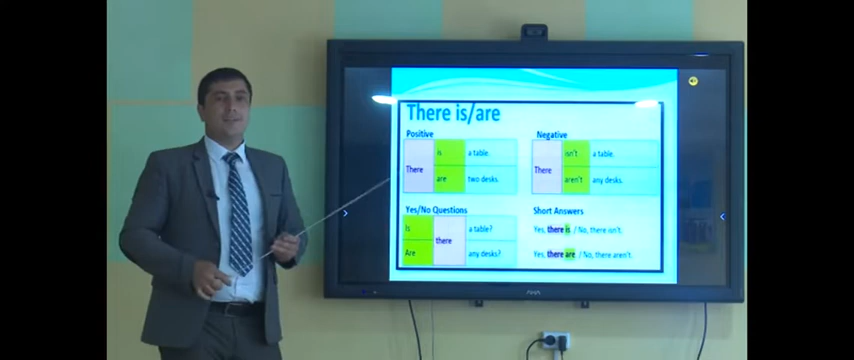 There is/are
Positive
There is a table.
are two desks.
Negative
There isn't a table.
aren't any desks.
Yes/No Questions
Is there a table?
Are any desks?
Short Answers
Yes, there is / No, there isn't.
Yes, there are / No, there aren't.